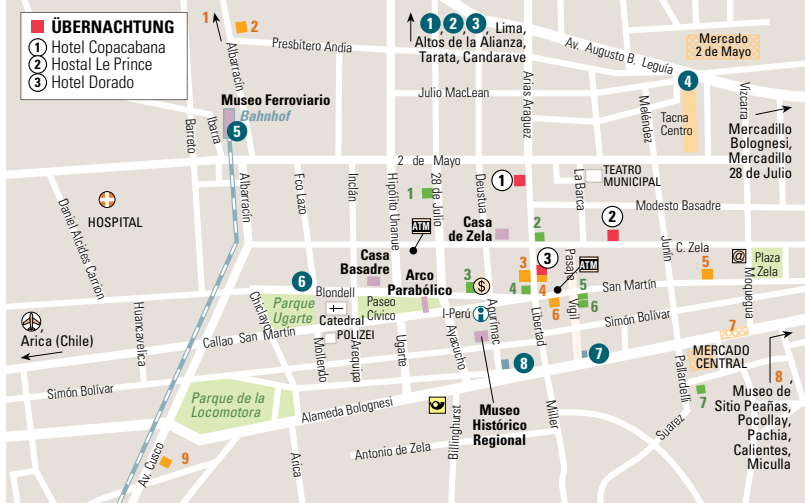 ÜBERNACHTUNG
1 Hotel Copacabana
2 Hostal Le Prince
3 Hotel Dorado
1
2
Albarracín
Presbitero Andía
1, 2, 3, Lima,
Altos de la Alianza,
Tarata, Candarave
Av. Augusto B. Leguía
Mercado
2 de Mayo
4
Tacna
Centro
Vizcarra
Mercadillo
Bolognesi,
Mercadillo
28 de Julio
Julio MacLean
Arias Araguez
Meléndez
Museo Ferroviario
Bahnhof
5
Barreto
Ibarra
2 de Mayo
Albarracín
Fco Lazo
Inclán
Hipólito Unanue
28 de Julio
Deustua
1
1
La Barca
TEATRO
MUNICIPAL
Modesto Basadre
2
HOSPITAL
Daniel Alcides Carrion
ATM
Casa
de Zela
2
3
Pasaje
ATM
Junín
C. Zela
@
Plaza
Zela
Casa
Basadre
Arco
Parabólico
6
Blondell
Parque
Ugarte
Catedral
POLIZEI
Paseo
Cívico
3
$
3
4
4
5
6
6
5
San Martín
Moquegua
I-Perú
i
Apurímac
Libertad
Vigil
Simón Bolívar
7
Arica (Chile)
Huancavelica
Chiclayo
Callao
San Martín
Mollendo
Arequipa
Ugarte
Ayacucho
8
7
MERCADO
CENTRAL
Pallardelli
7
8,
Museo de
Sitio Peañas,
Pocollay,
Pachia,
Calientes,
Miculla
Simón Bolívar
Parque de la
Locomotora
Alameda Bolognesi
Museo
Histórico
Regional
Billinghurst
Miller
Suarez
Antonio de Zela
Arica
Av. Cusco
9